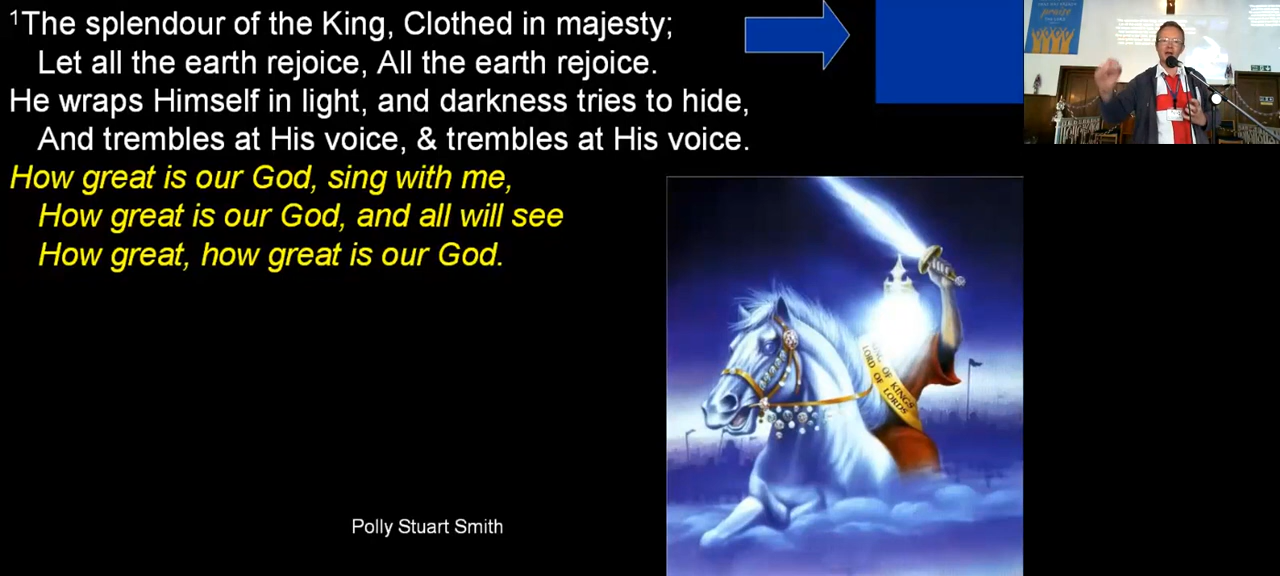 ¹The splendour of the King, Clothed in majesty;
Let all the earth rejoice, All the earth rejoice.
He wraps Himself in light, and darkness tries to hide,
And trembles at His voice, & trembles at His voice.
How great is our God, sing with me,
How great is our God, and all will see
How great, how great is our God.
praise
KING OF KINGS
LORD OF LORDS
Polly Stuart Smith